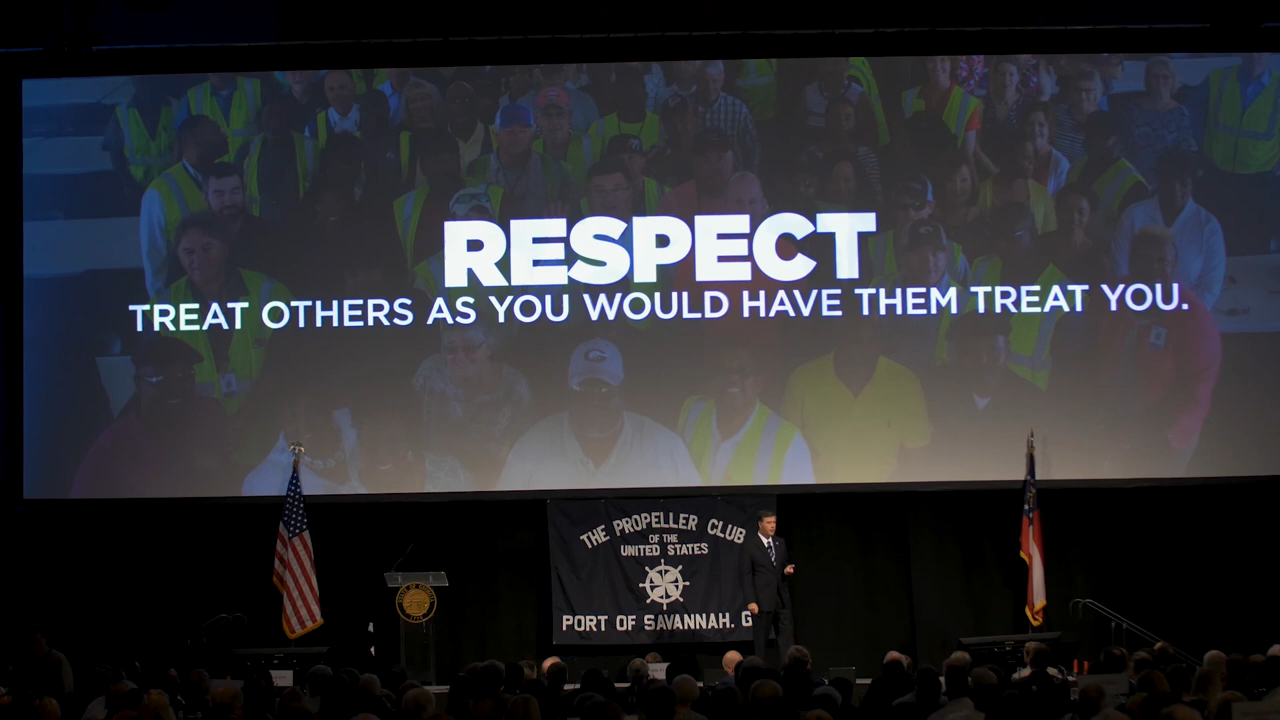 RESPECT
TREAT OTHERS AS YOU WOULD HAVE THEM TREAT YOU.
THE PROPELLER CLUB
OF THE
UNITED STATES
PORT OF SAVANNAH. G